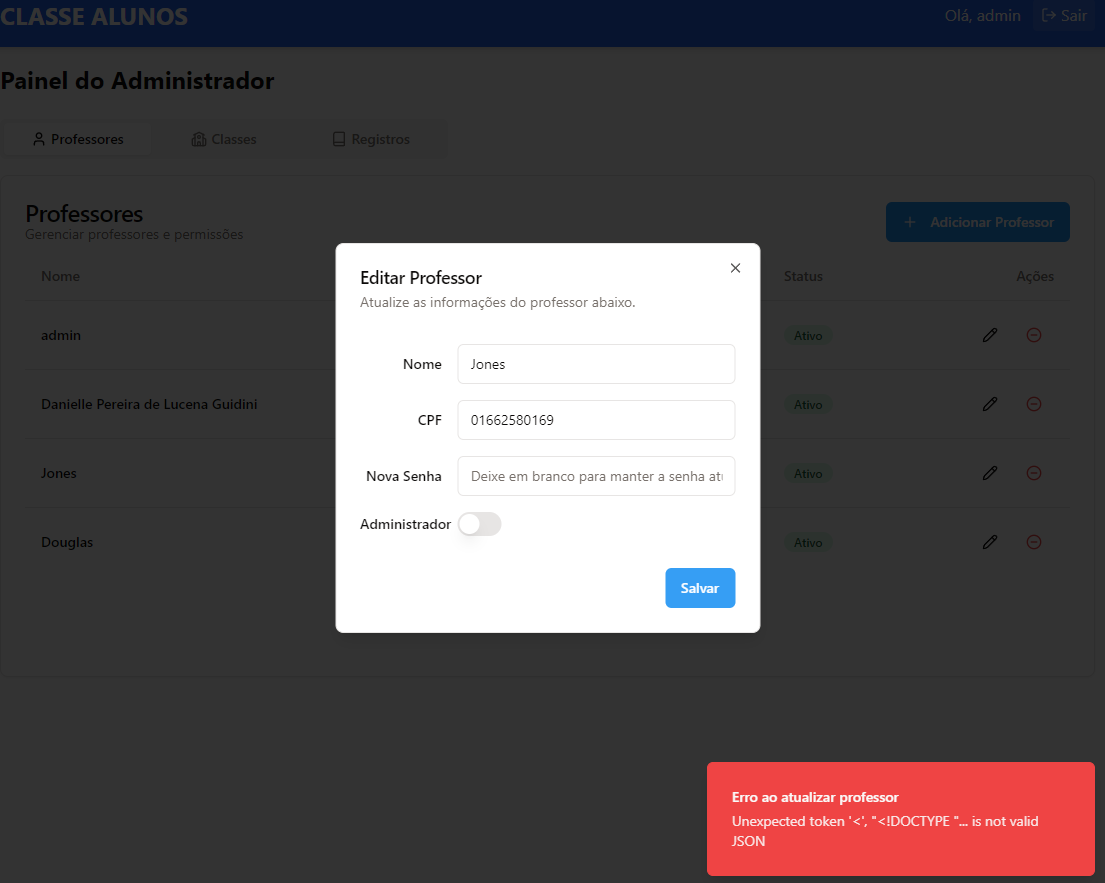 CLASSE ALUNOS
Olá, admin
Sair
Painel do Administrador
Professores
Classes
Registros
Professores
Gerenciar professores e permissões
Adicionar Professor
Nome
Status
Ações
admin
Ativo
Danielle Pereira de Lucena Guidini
Ativo
Jones
Ativo
Douglas
Ativo
Editar Professor
Atualize as informações do professor abaixo.
Nome
Jones
CPF
01662580169
Nova Senha
Deixe em branco para manter a senha atu
Administrador
Salvar
Erro ao atualizar professor
Unexpected token '<', "<!DOCTYPE "... is not valid
JSON